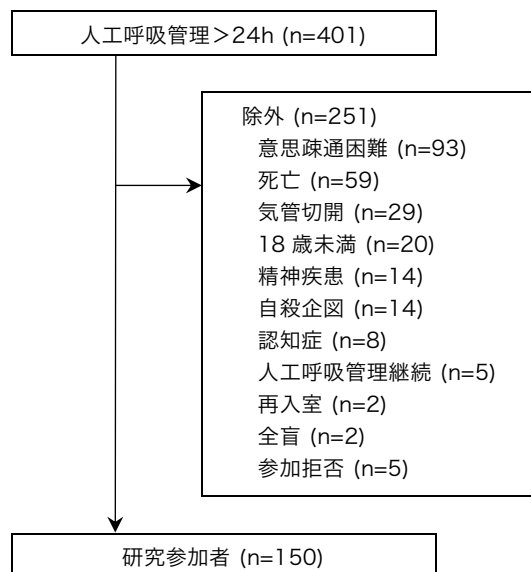 人工呼吸管理＞24h (n=401)
除外 (n=251)
意思疎通困難 (n=93)
死亡 (n=59)
気管切開 (n=29)
18 歳未満 (n=20)
精神疾患 (n=14)
自殺企図 (n=14)
認知症 (n=8)
人工呼吸管理継続 (n=5)
再入室 (n=2)
全盲 (n=2)
参加拒否 (n=5)
研究参加者 (n=150)